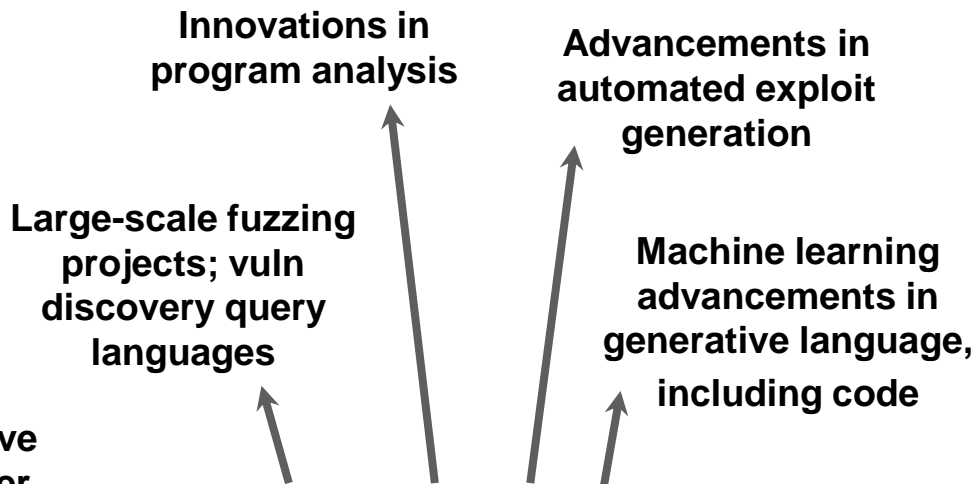 Innovations in
program analysis
Advancements in
automated exploit
generation
Large-scale fuzzing
projects; vuln
discovery query
languages
Machine learning
advancements in
generative language,
including code